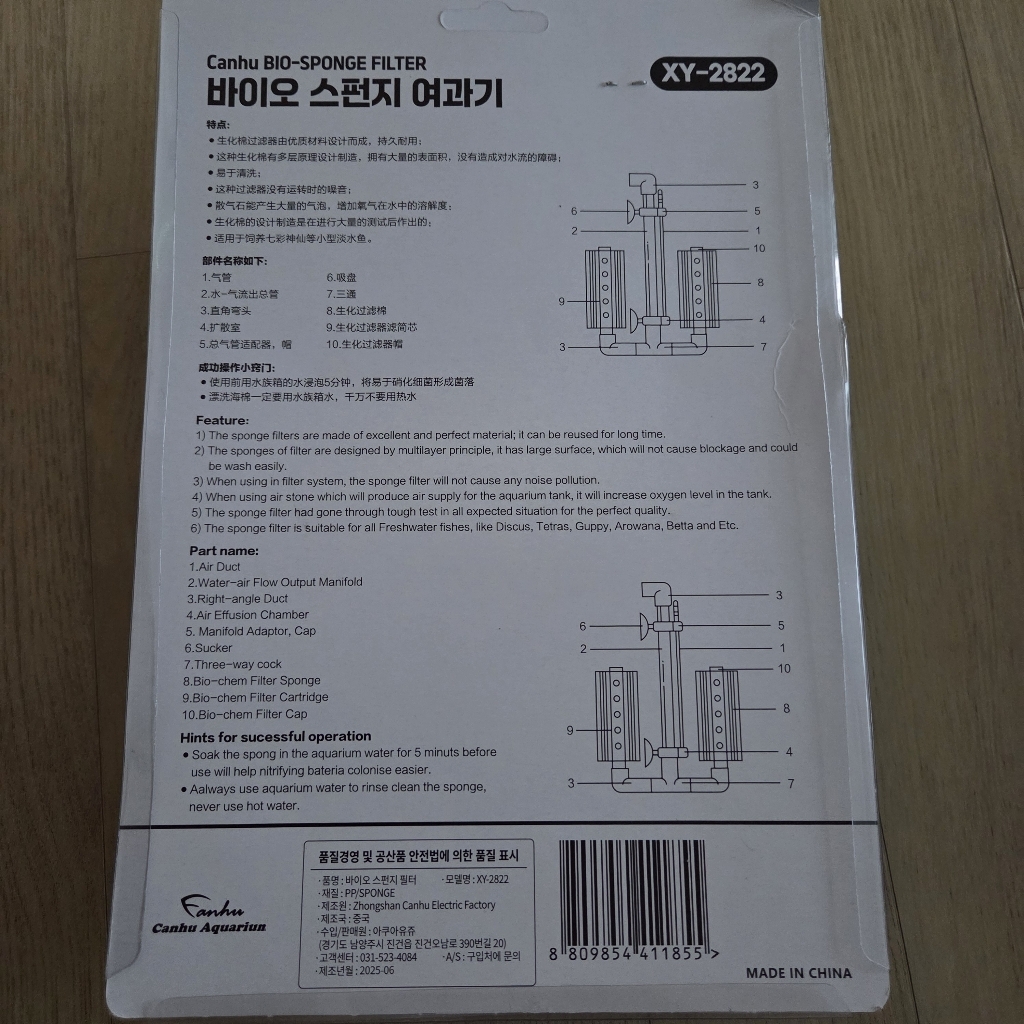 Canhu BIO-SPONGE FILTER
바이오 스펀지 여과기
XY-2822
特点:
• 生化棉过滤器由优质材料设计而成，持久耐用;
• 这种生化棉有多层原理设计制造，拥有大量的表面积，没有造成对水流的障碍;
• 易于清洗;
• 这种过滤器没有运转时的噪音;
• 散气石能产生大量的气泡，增加氧气在水中的溶解度;
• 生化棉的设计制造是在进行大量的测试后作出的;
• 适用于饲养七彩神仙等小型淡水鱼。
部件名称如下:
1.气管 6.吸盘
2.水-气流出总管 7.三通
3.直角弯头 8.生化过滤棉
4.扩散室 9.生化过滤器滤筒芯
5.总气管适配器，帽 10.生化过滤器帽
3
6 5
2 1
10
8
9
4
3 7
成功操作小窍门:
• 使用前用水族箱的水浸泡5分钟，将易于硝化细菌形成菌落
• 漂洗海棉一定要用水族箱水，千万不要用热水
Feature:
1) The sponge filters are made of excellent and perfect material; it can be reused for long time.
2) The sponges of filter are designed by multilayer principle, it has large surface, which will not cause blockage and could
be wash easily.
3) When using in filter system, the sponge filter will not cause any noise pollution.
4) When using air stone which will produce air supply for the aquarium tank, it will increase oxygen level in the tank.
5) The sponge filter had gone through tough test in all expected situation for the perfect quality.
6) The sponge filter is suitable for all Freshwater fishes, like Discus, Tetras, Guppy, Arowana, Betta and Etc.
Part name:
1.Air Duct
2.Water-air Flow Output Manifold
3.Right-angle Duct
4.Air Effusion Chamber
5. Manifold Adaptor, Cap
6.Sucker
7.Three-way cock
8.Bio-chem Filter Sponge
9.Bio-chem Filter Cartridge
10.Bio-chem Filter Cap
3
6 5
2 1
10
8
9
4
3 7
Hints for sucessful operation
• Soak the spong in the aquarium water for 5 minuts before
use will help nitrifying bateria colonise easier.
• Aalways use aquarium water to rinse clean the sponge,
never use hot water.
Canhu
Canhu Aquariun
품질경영 및 공산품 안전법에 의한 품질 표시
·품명 : 바이오 스펀지 필터 ·모델명 : XY-2822
·재질 : PP/SPONGE
·제조원 : Zhongshan Canhu Electric Factory
·제조국 : 중국
·수입/판매원 : 아쿠아유쥬
(경기도 남양주시 진건읍 진건오남로 390번길 20)
·고객센터 : 031-523-4084 ·A/S : 구입처에 문의
·제조년월 : 2025-06
8 809854 411855 >
MADE IN CHINA